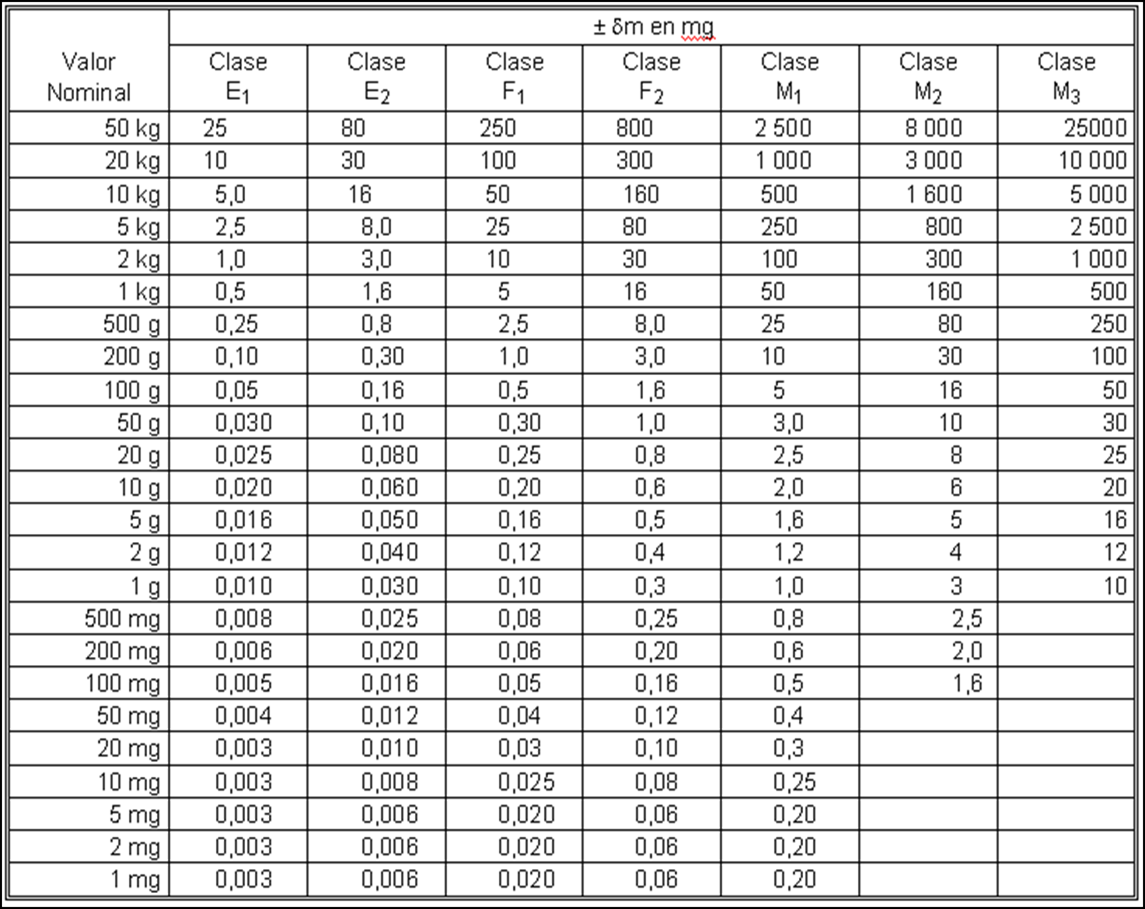 ± δm en mg
Valor Nominal Clase E₁ Clase E₂ Clase F₁ Clase F₂ Clase M₁ Clase M₂ Clase M₃
50 kg 25 80 250 800 2 500 8 000 25000
20 kg 10 30 100 300 1 000 3 000 10 000
10 kg 5,0 16 50 160 500 1 600 5 000
5 kg 2,5 8,0 25 80 250 800 2 500
2 kg 1,0 3,0 10 30 100 300 1 000
1 kg 0,5 1,6 5 16 50 160 500
500 g 0,25 0,8 2,5 8,0 25 80 250
200 g 0,10 0,30 1,0 3,0 10 30 100
100 g 0,05 0,16 0,5 1,6 5 16 50
50 g 0,030 0,10 0,30 1,0 3,0 10 30
20 g 0,025 0,080 0,25 0,8 2,5 8 25
10 g 0,020 0,060 0,20 0,6 2,0 6 20
5 g 0,016 0,050 0,16 0,5 1,6 5 16
2 g 0,012 0,040 0,12 0,4 1,2 4 12
1 g 0,010 0,030 0,10 0,3 1,0 3 10
500 mg 0,008 0,025 0,08 0,25 0,8 2,5
200 mg 0,006 0,020 0,06 0,20 0,6 2,0
100 mg 0,005 0,016 0,05 0,16 0,5 1,6
50 mg 0,004 0,012 0,04 0,12 0,4
20 mg 0,003 0,010 0,03 0,10 0,3
10 mg 0,003 0,008 0,025 0,08 0,25
5 mg 0,003 0,006 0,020 0,06 0,20
2 mg 0,003 0,006 0,020 0,06 0,20
1 mg 0,003 0,006 0,020 0,06 0,20